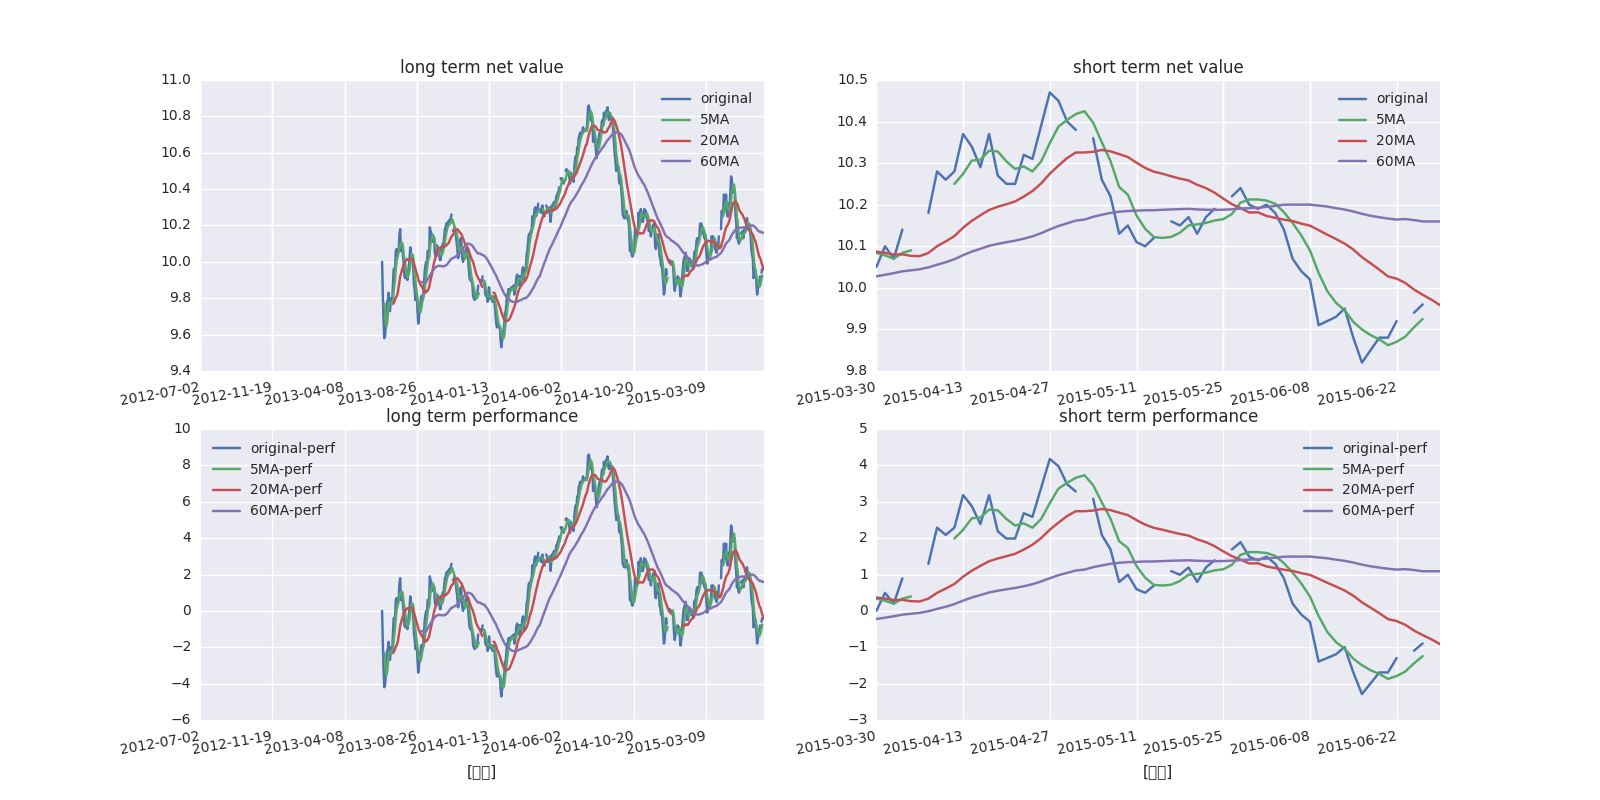 long term net value
11.0
10.8
10.6
10.4
10.2
10.0
9.8
9.6
9.4
original
5MA
20MA
60MA
2012-07-02 2012-11-19 2013-04-08 2013-08-26 2014-01-13 2014-06-02 2014-10-20 2015-03-09
short term net value
10.5
10.4
10.3
10.2
10.1
10.0
9.9
9.8
original
5MA
20MA
60MA
2015-03-30 2015-04-13 2015-04-27 2015-05-11 2015-05-25 2015-06-08 2015-06-22
long term performance
10
8
6
4
2
0
−2
−4
−6
original-perf
5MA-perf
20MA-perf
60MA-perf
2012-07-02 2012-11-19 2013-04-08 2013-08-26 2014-01-13 2014-06-02 2014-10-20 2015-03-09
short term performance
5
4
3
2
1
0
−1
−2
−3
original-perf
5MA-perf
20MA-perf
60MA-perf
2015-03-30 2015-04-13 2015-04-27 2015-05-11 2015-05-25 2015-06-08 2015-06-22